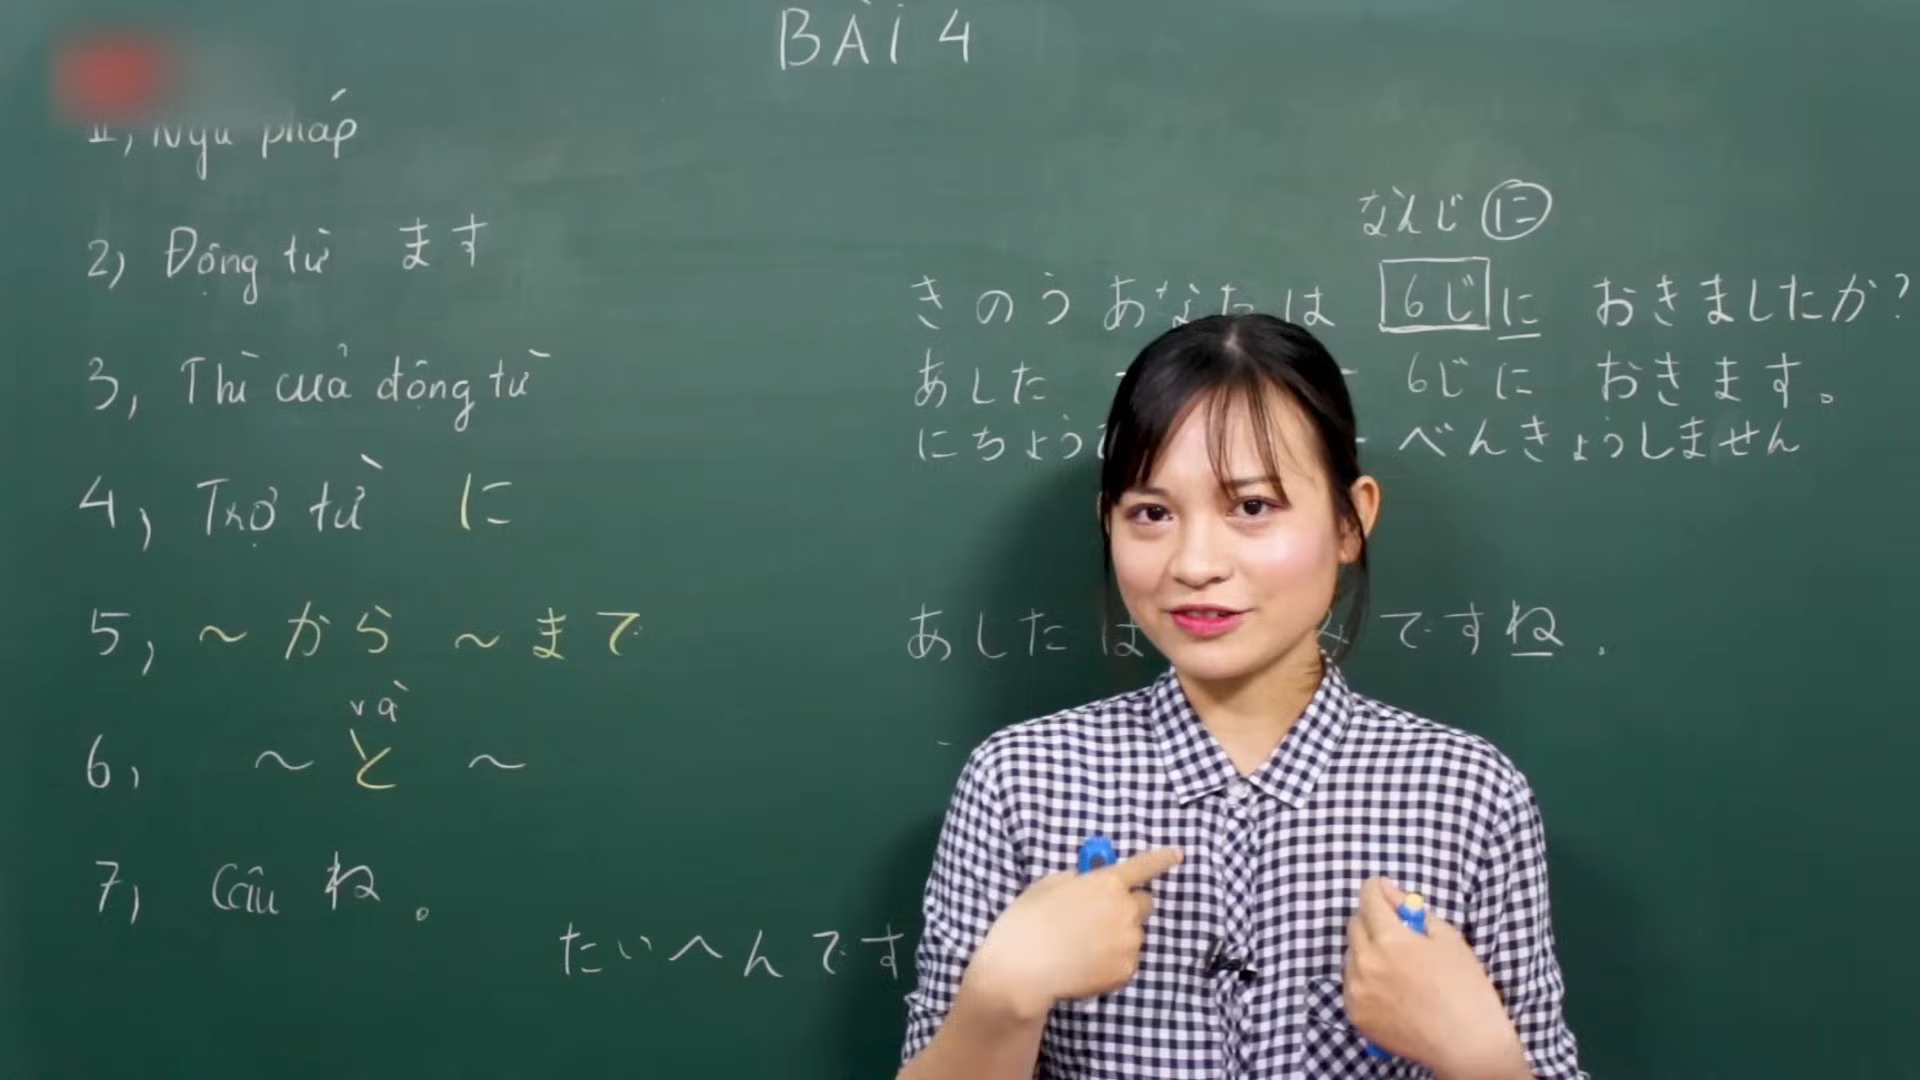 BÀI 4
II, Ngữ pháp
2) Động từ ます
3, Thì của động từ
4, Trợ từ に
5, ~ から ~ まで
và
6, ~ と ~
7, Câu ね。
なんじ に
きのう あなたは 6じに おきましたか?
あした 6じに おきます。
にちよう べんきょうしません
あしたは ですね.
たいへんです